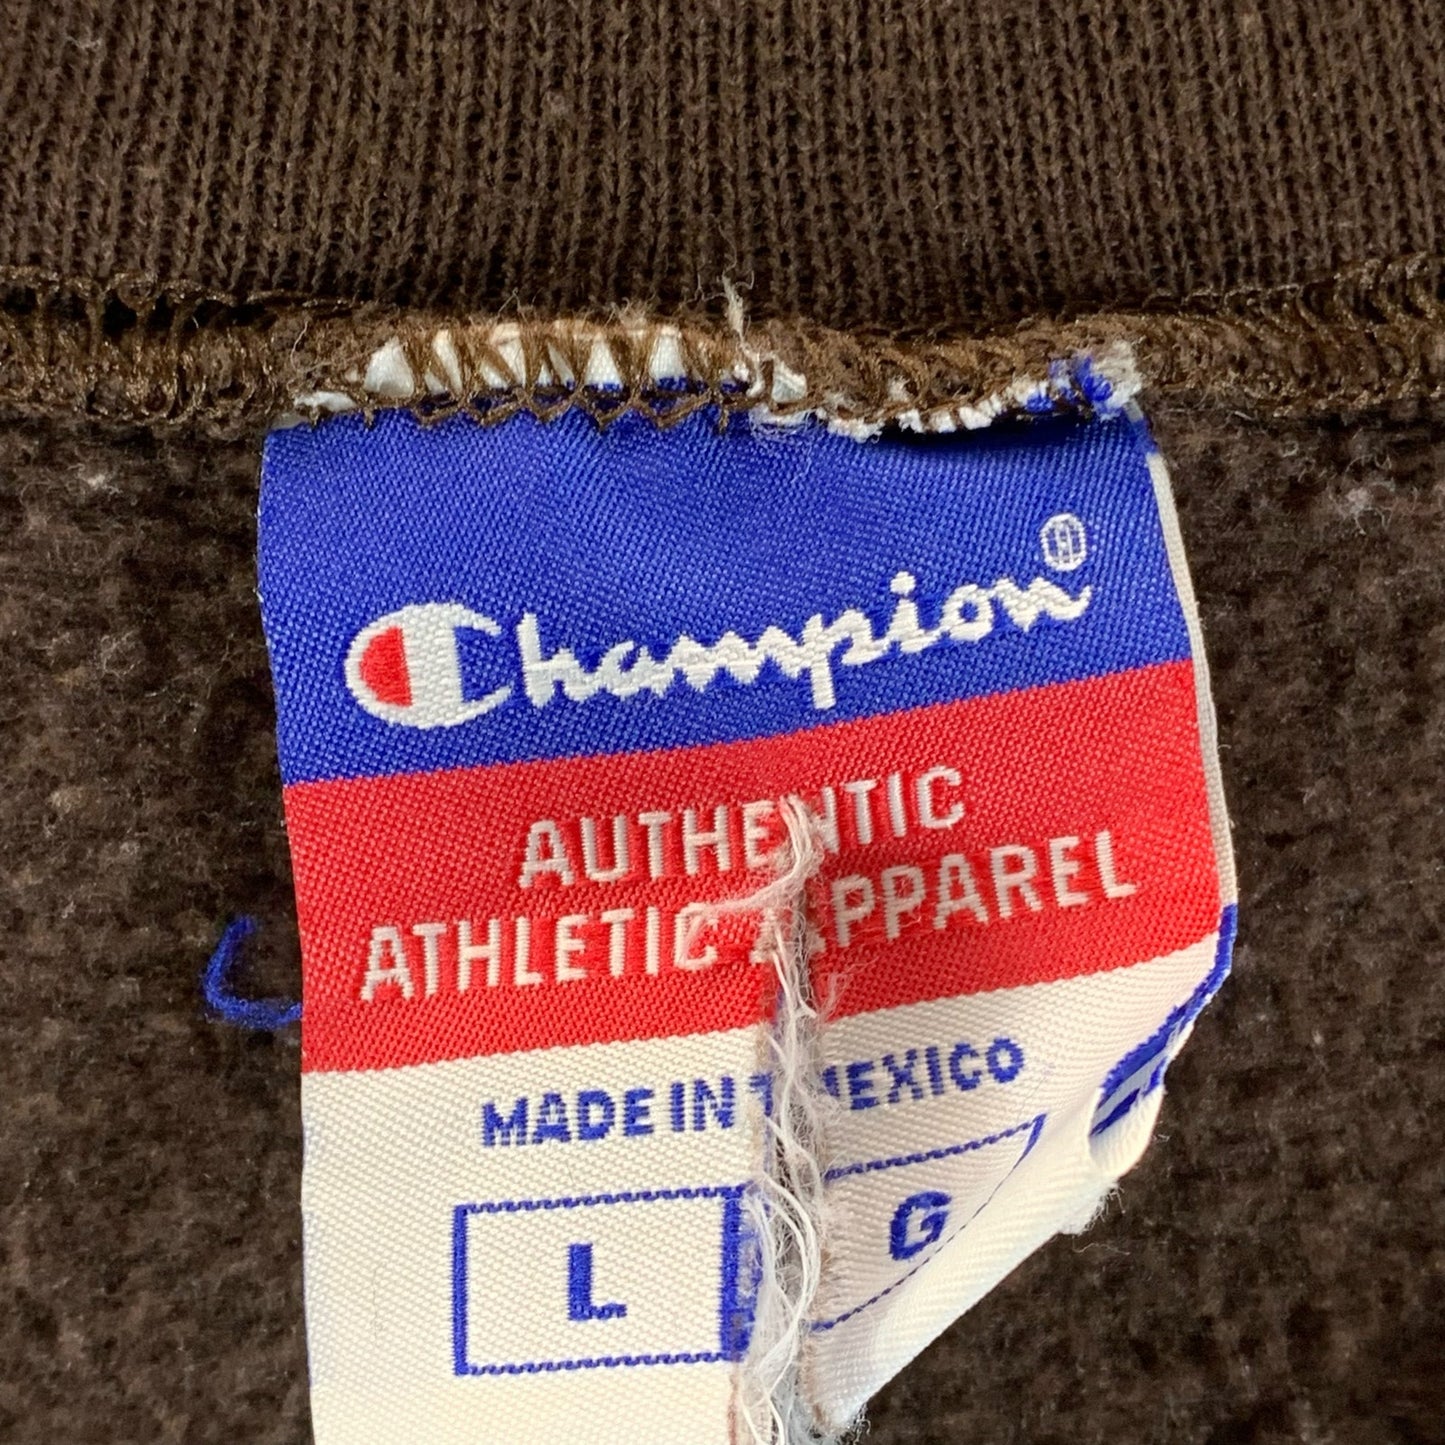 Champion®
AUTHENTIC
ATHLETIC APPAREL
MADE IN MEXICO
L G